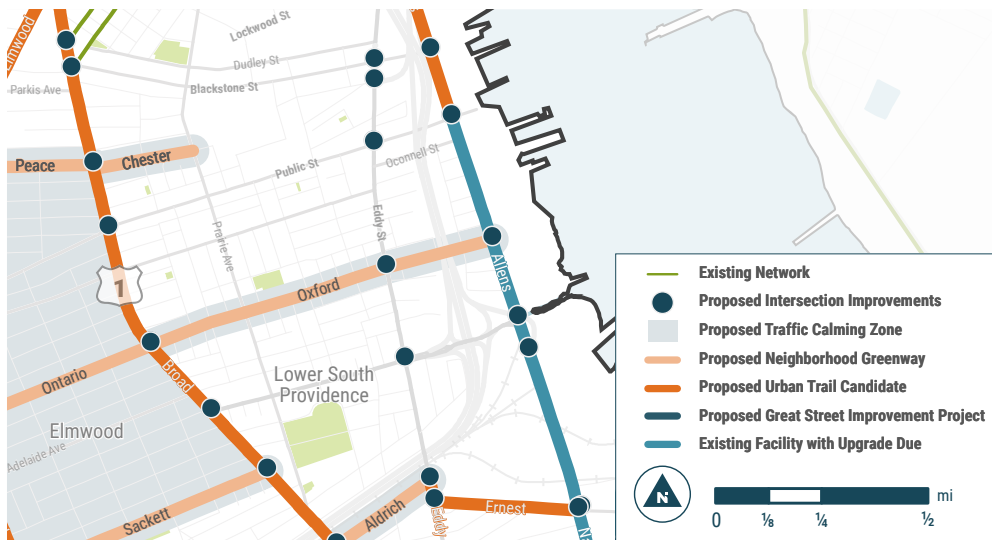 Elmwood
Lockwood St
Dudley St
Blackstone St
Parkis Ave
Peace
Chester
Public St
Oconnell St
Eddy St
Prairie Ave
Allens
1
Oxford
Ontario
Broad
Lower South
Providence
Elmwood
Adelaide Ave
Sackett
Aldrich
Eddy
Ernest
Existing Network
Proposed Intersection Improvements
Proposed Traffic Calming Zone
Proposed Neighborhood Greenway
Proposed Urban Trail Candidate
Proposed Great Street Improvement Project
Existing Facility with Upgrade Due
N
mi
0 ⅛ ¼ ½